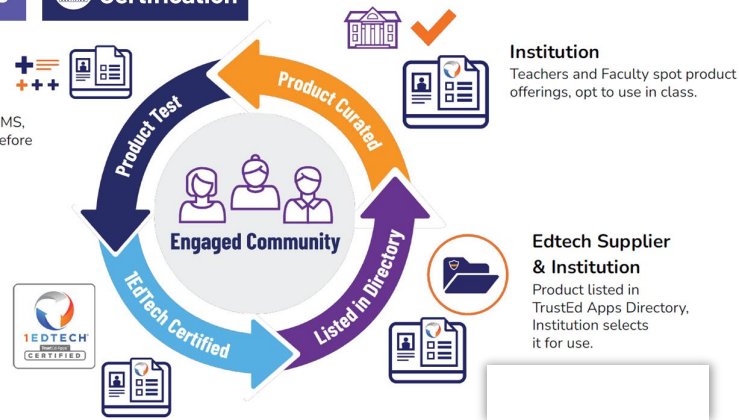 Certification
Institution
Teachers and Faculty spot product
offerings, opt to use in class.
Product Curated
Product Test
MS,
efore
Engaged Community
Listed in Directory
1EdTech Certified
Edtech Supplier
& Institution
Product listed in
TrustEd Apps Directory,
Institution selects
it for use.
1EDTECH
TrustEd Apps
CERTIFIED